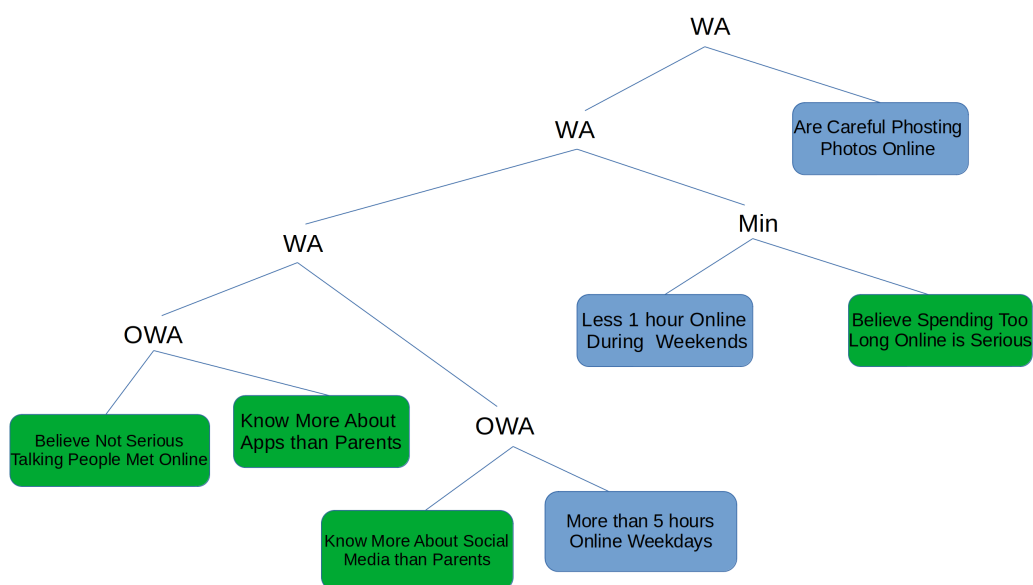 WA
WA
Are Careful Phosting
Photos Online
WA
Min
Less 1 hour Online
During Weekends
Believe Spending Too
Long Online is Serious
OWA
Believe Not Serious
Talking People Met Online
Know More About
Apps than Parents
OWA
Know More About Social
Media than Parents
More than 5 hours
Online Weekdays